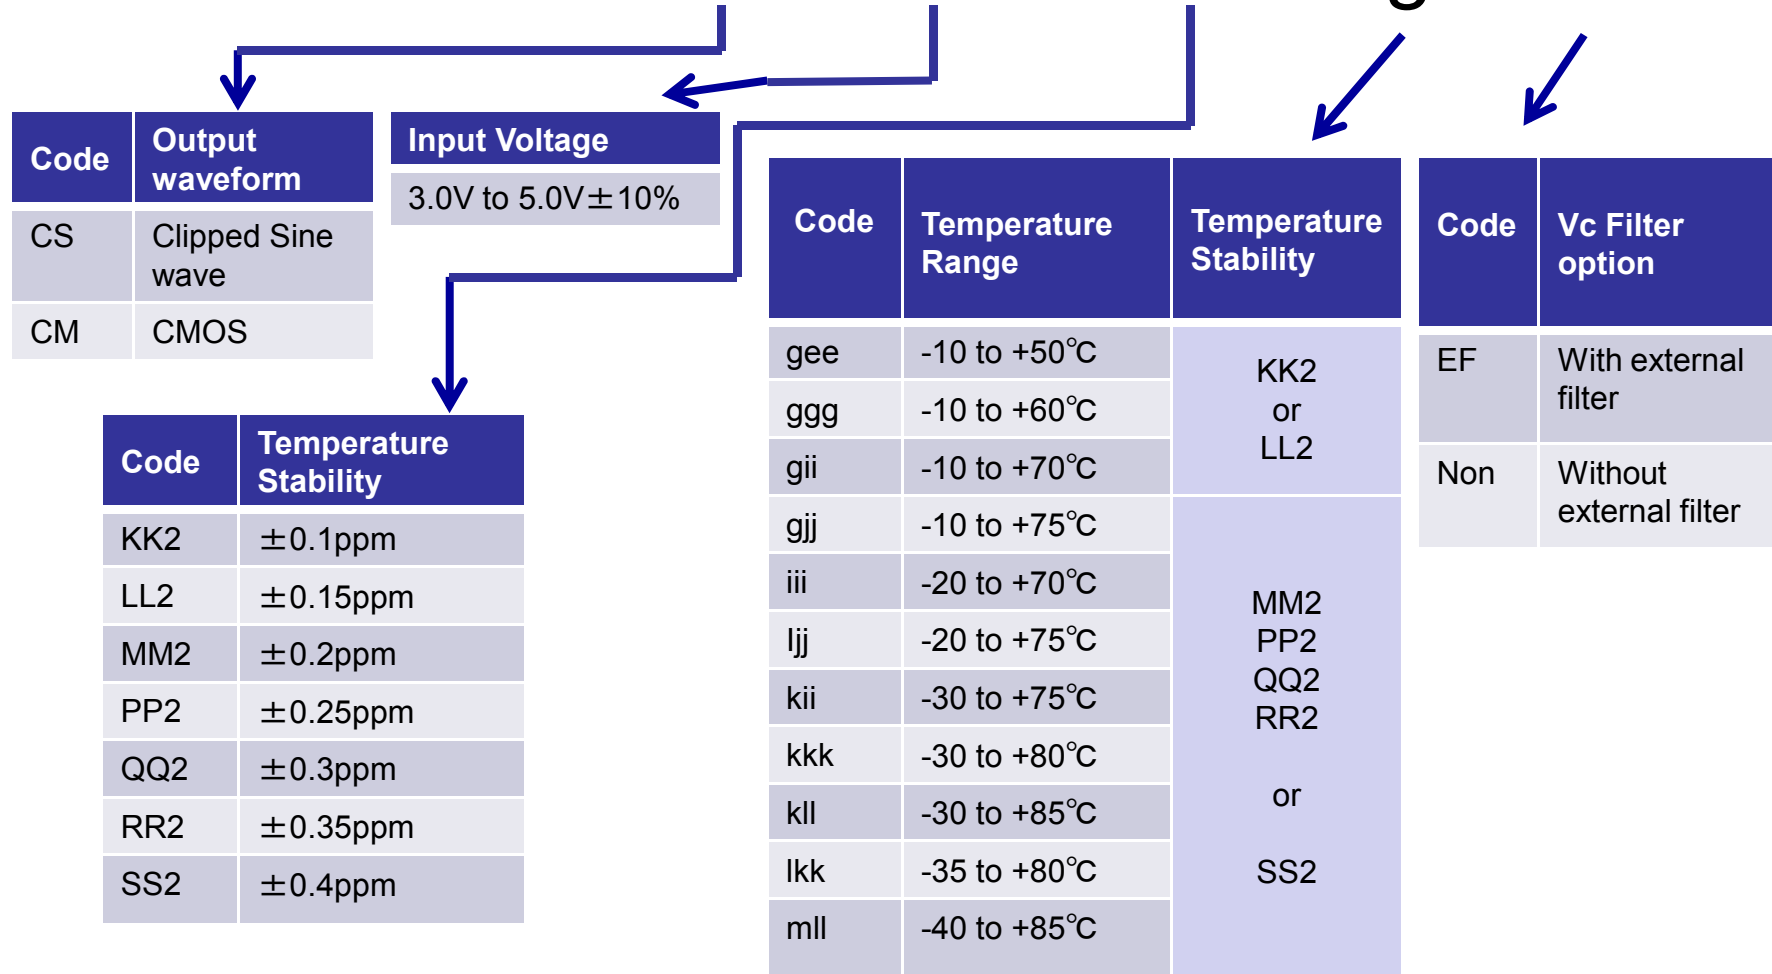 g
Code
Output
waveform
CS
Clipped Sine
wave
CM
CMOS
Input Voltage
3.0V to 5.0V±10%
Code
Temperature
Stability
KK2
±0.1ppm
LL2
±0.15ppm
MM2
±0.2ppm
PP2
±0.25ppm
QQ2
±0.3ppm
RR2
±0.35ppm
SS2
±0.4ppm
Code
Temperature
Range
Temperature
Stability
gee
-10 to +50℃
ggg
-10 to +60℃
gii
-10 to +70℃
KK2
or
LL2
gjj
-10 to +75℃
iii
-20 to +70℃
Ijj
-20 to +75℃
kii
-30 to +75℃
kkk
-30 to +80℃
kll
-30 to +85℃
lkk
-35 to +80℃
mll
-40 to +85℃
MM2
PP2
QQ2
RR2
or
SS2
Code
Vc Filter
option
EF
With external
filter
Non
Without
external filter